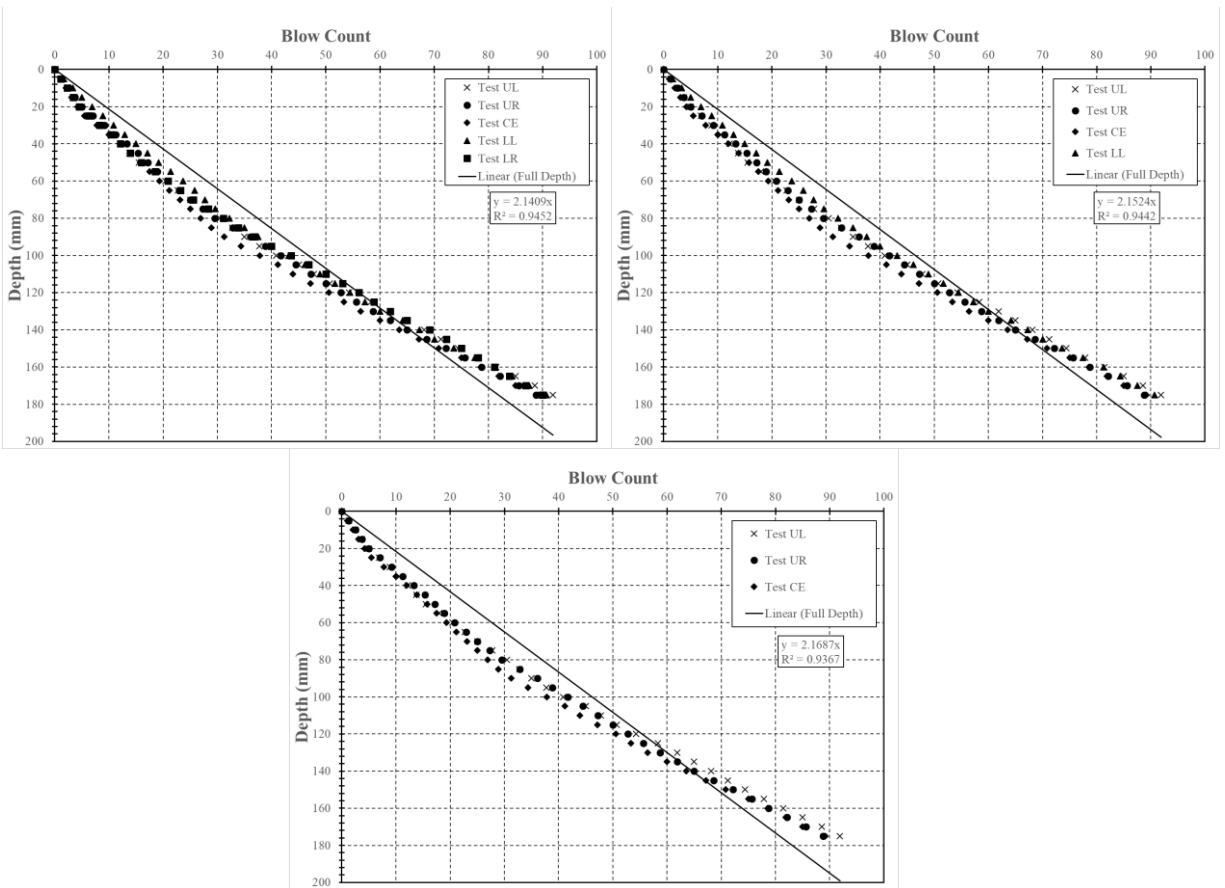 Blow Count
0 10 20 30 40 50 60 70 80 90 100
Depth (mm)
0
20
40
60
80
100
120
140
160
180
200
Test UL
Test UR
Test CE
Test LL
Test LR
Linear (Full Depth)
y = 2.1409x
R² = 0.9452
Blow Count
0 10 20 30 40 50 60 70 80 90 100
Depth (mm)
0
20
40
60
80
100
120
140
160
180
200
Test UL
Test UR
Test CE
Test LL
Linear (Full Depth)
y = 2.1524x
R² = 0.9442
Blow Count
0 10 20 30 40 50 60 70 80 90 100
Depth (mm)
0
20
40
60
80
100
120
140
160
180
200
Test UL
Test UR
Test CE
Linear (Full Depth)
y = 2.1687x
R² = 0.9367